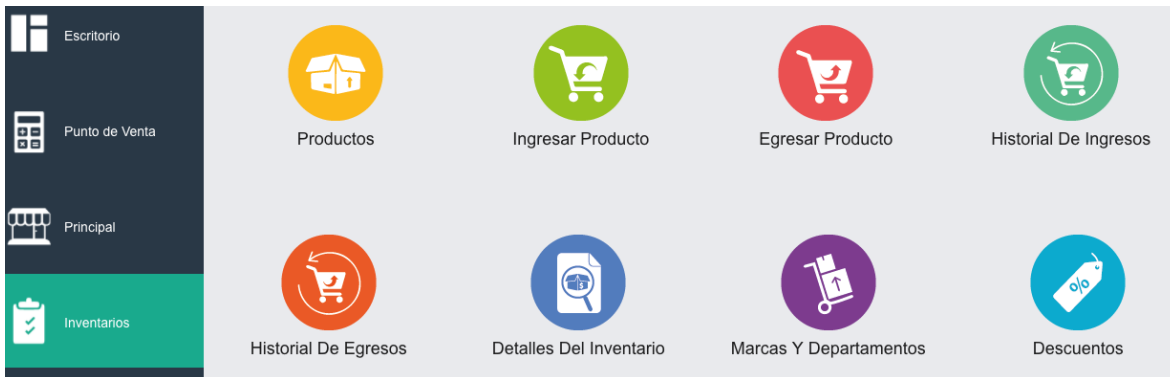 Escritorio
Punto de Venta
Principal
Inventarios
Productos
Ingresar Producto
Egresar Producto
Historial De Ingresos
Historial De Egresos
Detalles Del Inventario
Marcas Y Departamentos
Descuentos